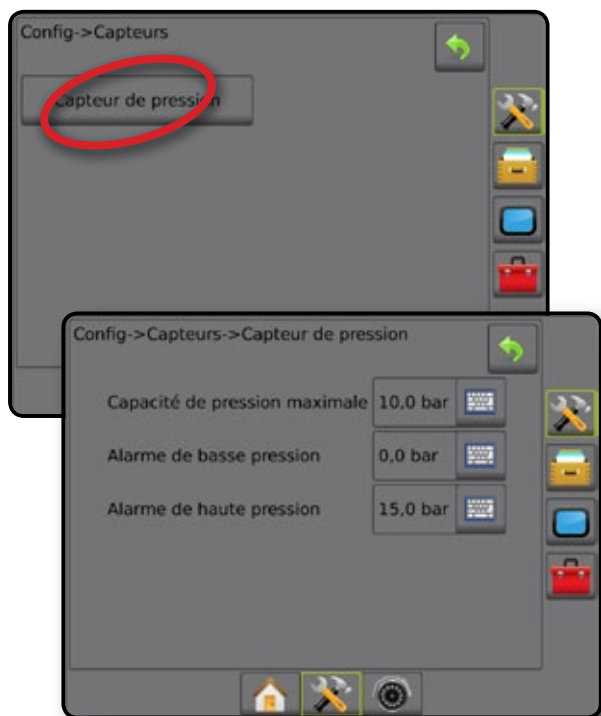 Config->Capteurs
Capteur de pression
Config->Capteurs->Capteur de pression
Capacité de pression maximale 10,0 bar
Alarme de basse pression 0,0 bar
Alarme de haute pression 15,0 bar